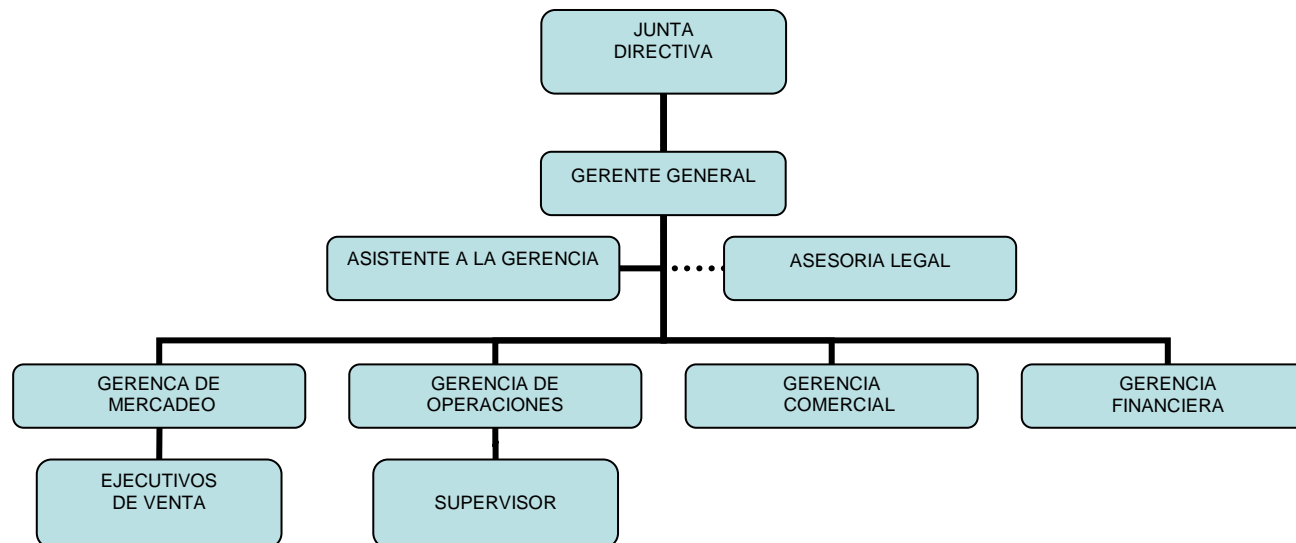 JUNTA
DIRECTIVA
GERENTE GENERAL
ASISTENTE A LA GERENCIA
ASESORIA LEGAL
GERENCA DE
MERCADEO
GERENCIA DE
OPERACIONES
GERENCIA
COMERCIAL
GERENCIA
FINANCIERA
EJECUTIVOS
DE VENTA
SUPERVISOR